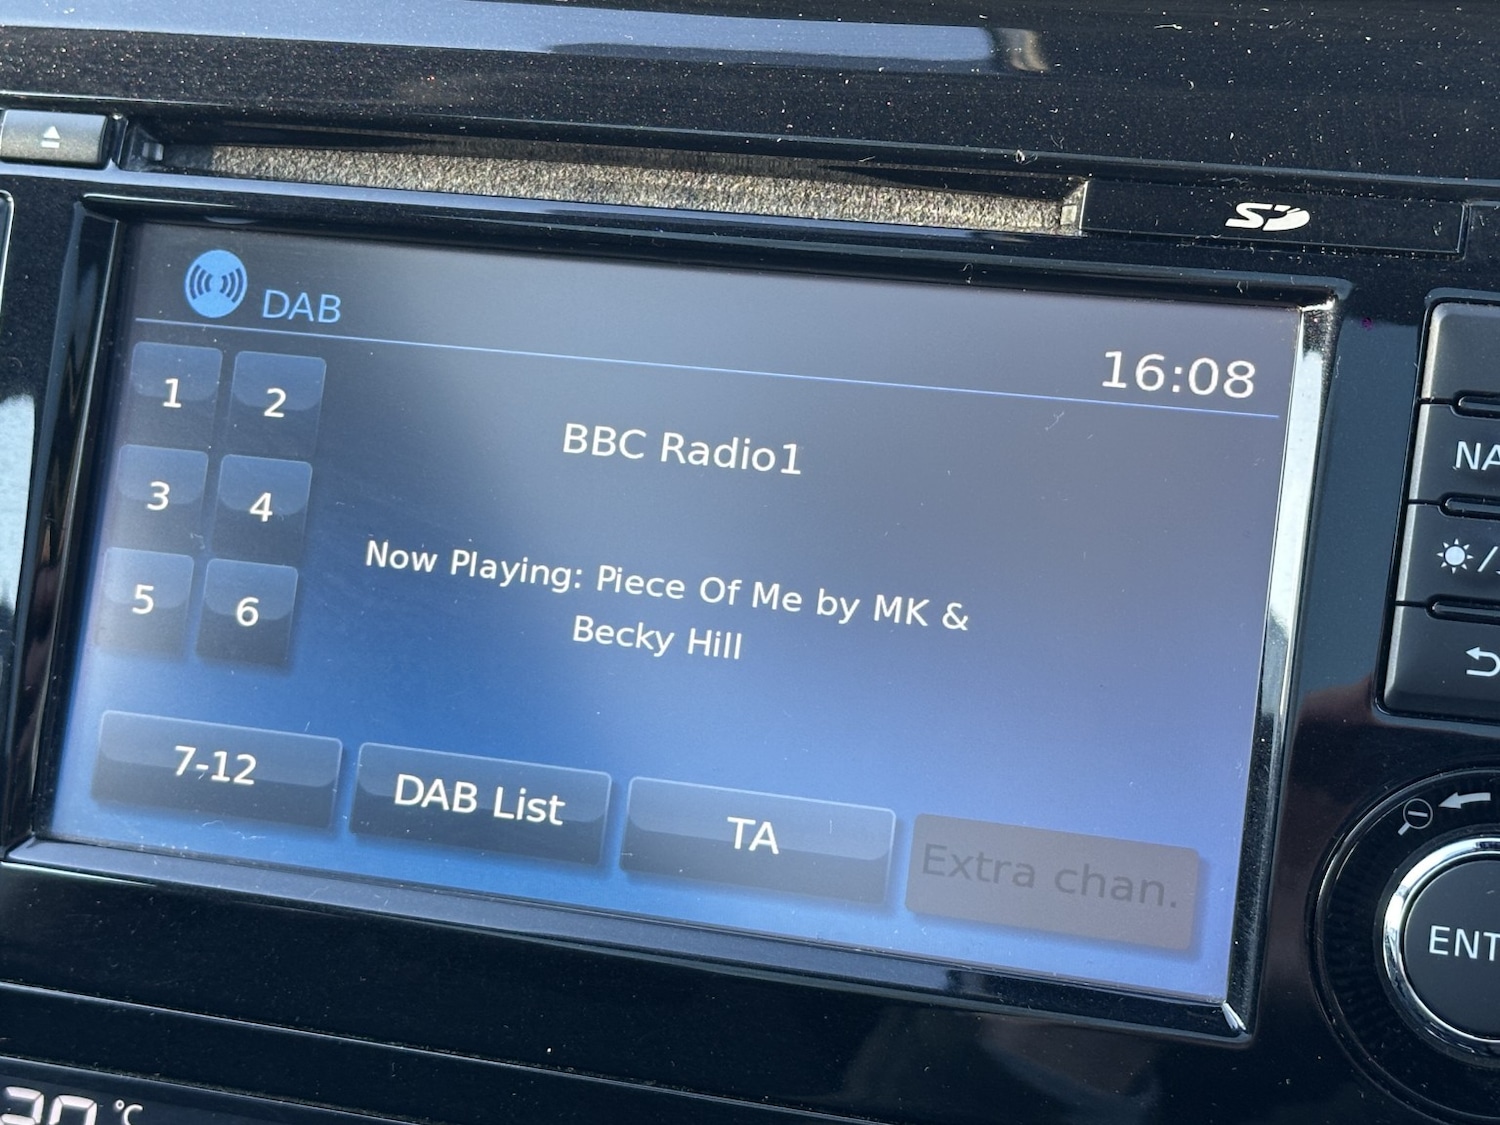 SD
DAB
16:08
1 2
BBC Radio1
3 4
Now Playing: Piece Of Me by MK &
Becky Hill
5 6
7-12 DAB List TA Extra chan.
NA
ENT
30 °C